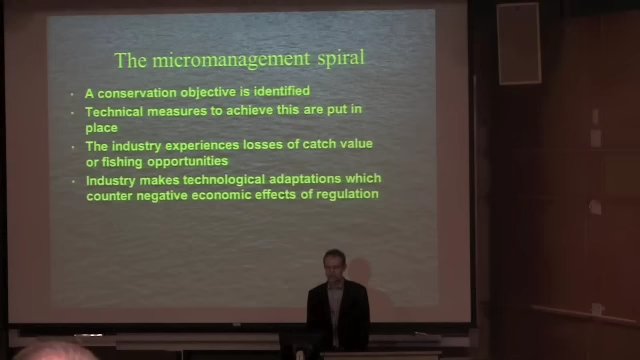 The micromanagement spiral
A conservation objective is identified
Technical measures to achieve this are put in
place
The industry experiences losses of catch value
or fishing opportunities
Industry makes technological adaptations which
counter negative economic effects of regulation